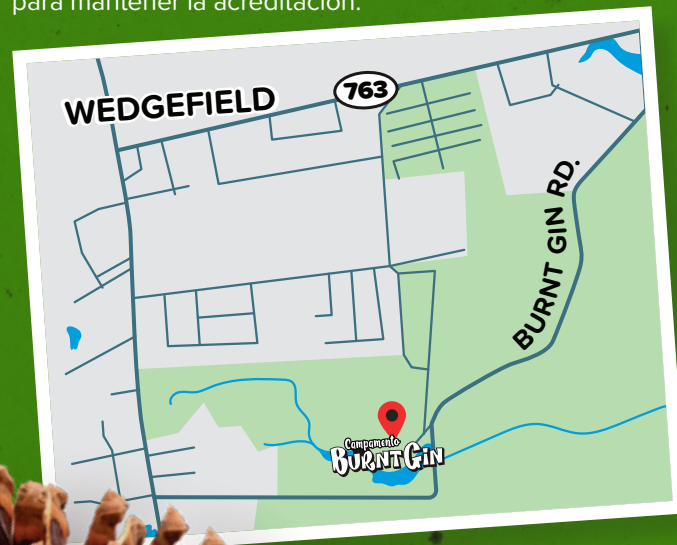 para mantener la acreditación.
WEDGEFIELD
763
BURNT GIN RD.
Campamento
BURNT GIN